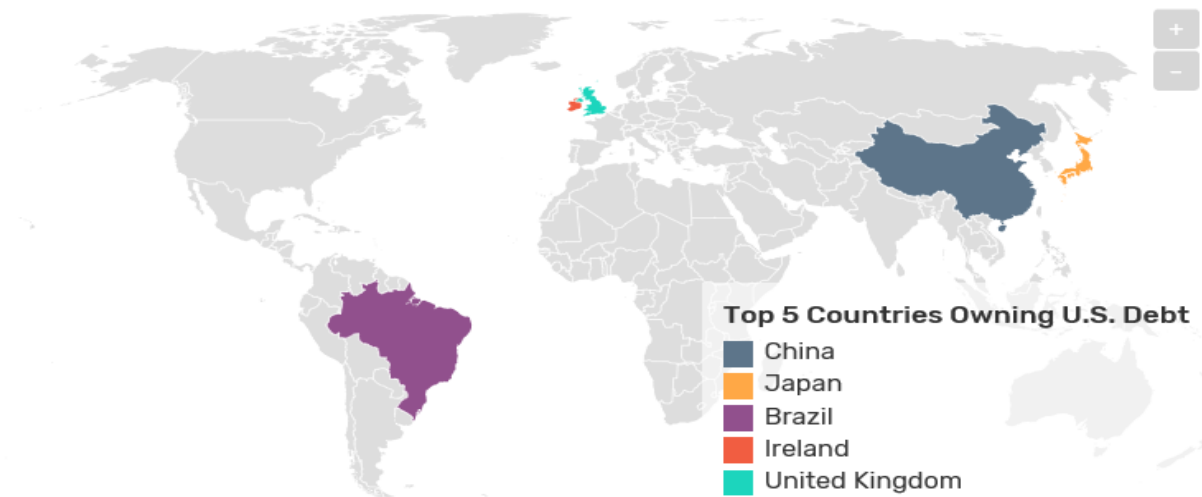 +
−
Top 5 Countries Owning U.S. Debt
China
Japan
Brazil
Ireland
United Kingdom